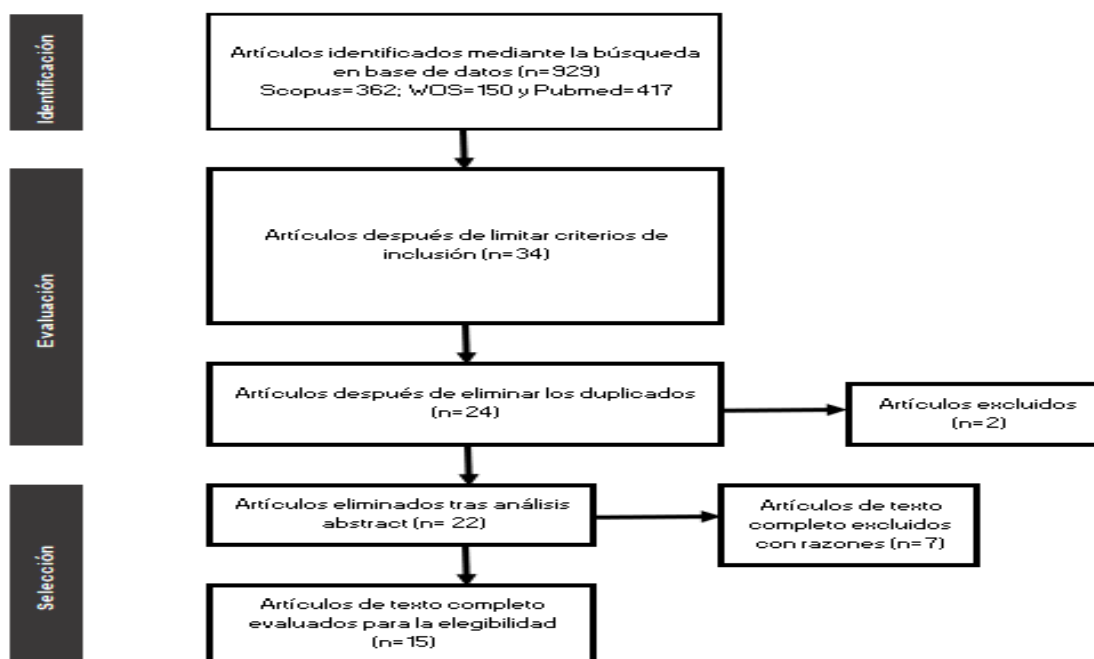 Identificación
Artículos identificados mediante la búsqueda
en base de datos (n=929)
Scopus=362; WOS=150 y Pubmed=417
Evaluación
Artículos después de limitar criterios de
inclusión (n=34)
Artículos después de eliminar los duplicados
(n=24)
Artículos excluidos
(n=2)
Selección
Artículos eliminados tras análisis
abstract (n= 22)
Artículos de texto
completo excluidos
con razones (n=7)
Artículos de texto completo
evaluados para la elegibilidad
(n=15)